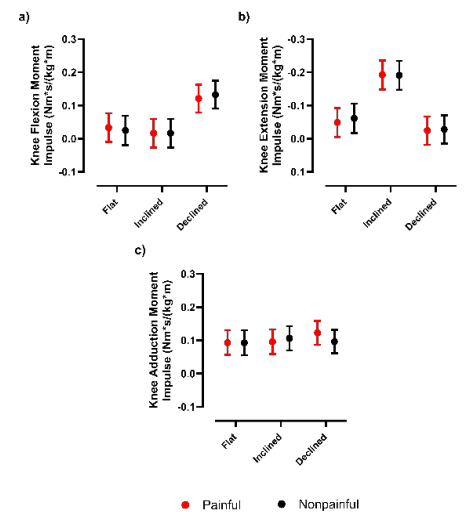 a)
Knee Flexion Moment
Impulse (Nm*s/(kg*m)
0.3
0.2
0.1
0.0
-0.1
Flat
Inclined
Declined
b)
Knee Extension Moment
Impulse (Nm*s/(kg*m)
-0.3
-0.2
-0.1
0.0
0.1
Flat
Inclined
Declined
c)
Knee Adduction Moment
Impulse (Nm*s/(kg*m)
0.3
0.2
0.1
0.0
-0.1
Flat
Inclined
Declined
Painful
Nonpainful